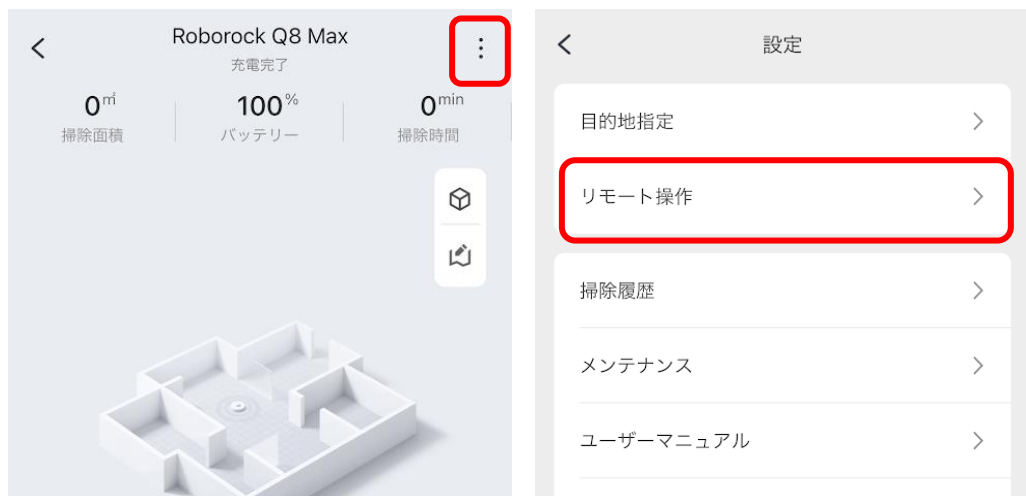 Roborock Q8 Max
充電完了
0㎡
100%
0min
掃除面積
バッテリー
掃除時間
設定
目的地指定
リモート操作
掃除履歴
メンテナンス
ユーザーマニュアル